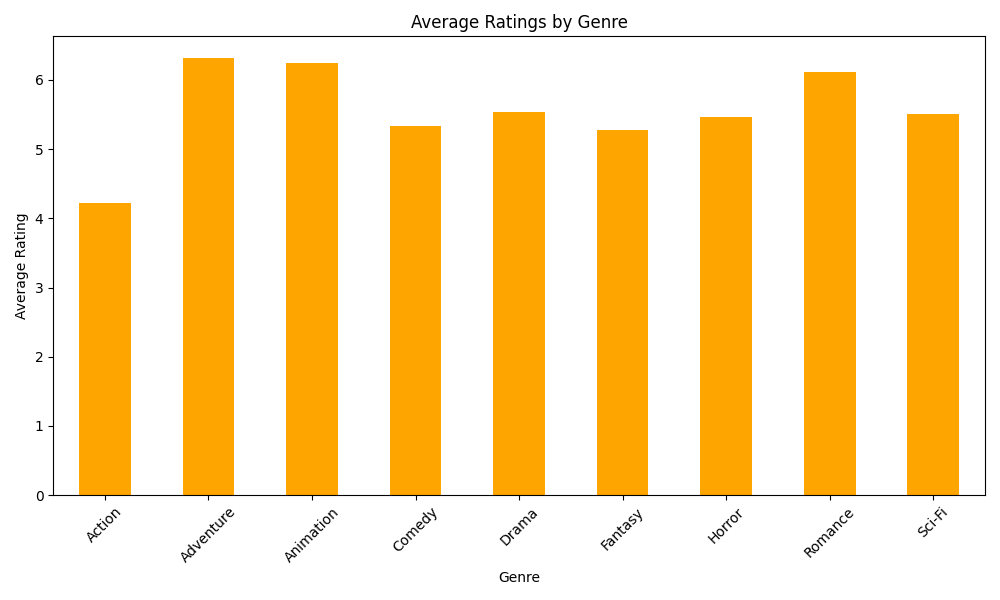 Average Ratings by Genre
Average Rating
6
5
4
3
2
1
0
Action
Adventure
Animation
Comedy
Drama
Fantasy
Horror
Romance
Sci-Fi
Genre